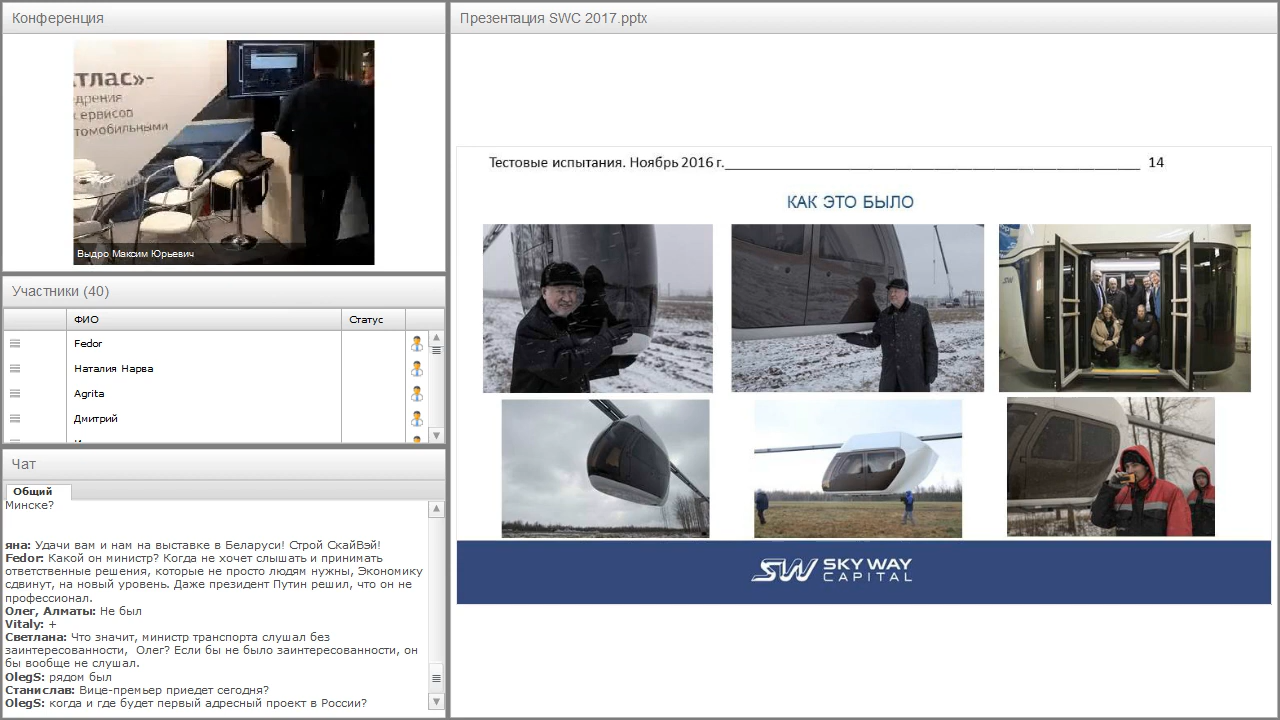 Конференция
тлас»-
дрения
сервисов
томобильными
Выдро Максим Юрьевич
Участники (40)
ФИО
Статус
Fedor
Наталия Нарва
Agrita
Дмитрий
Чат
Общий
Минске?
яна: Удачи вам и нам на выставке в Беларуси! Строй СкайВэй!
Fedor: Какой он министр? Когда не хочет слышать и принимать
ответственные решения, которые не просто людям нужны, Экономику
сдвинут, на новый уровень. Даже президент Путин решил, что он не
профессионал.
Олег, Алматы: Не был
Vitaly: +
Светлана: Что значит, министр транспорта слушал без
заинтересованности, Олег? Если бы не было заинтересованности, он
бы вообще не слушал.
OlegS: рядом был
Станислав: Вице-премьер приедет сегодня?
OlegS: когда и где будет первый адресный проект в России?
Презентация SWC 2017.pptx
Тестовые испытания. Ноябрь 2016 г. 14
КАК ЭТО БЫЛО
SW SKY WAY
CAPITAL